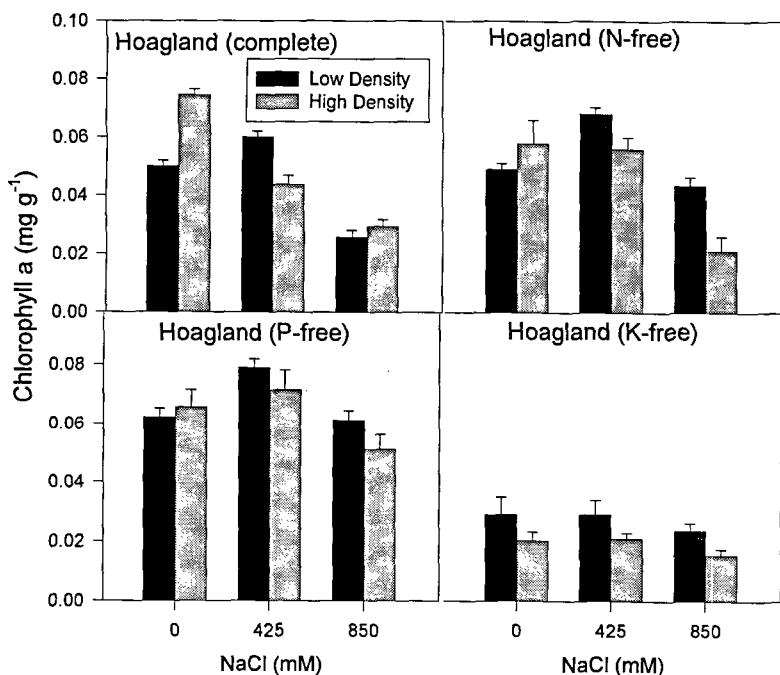 0.10
Hoagland (complete)
Hoagland (N-free)
Low Density
High Density
0.08
0.06
0.04
0.02
0.00
Chlorophyll a (mg g-1)
Hoagland (P-free)
Hoagland (K-free)
0.08
0.06
0.04
0.02
0.00
0 425 850
0 425 850
NaCl (mM)
NaCl (mM)